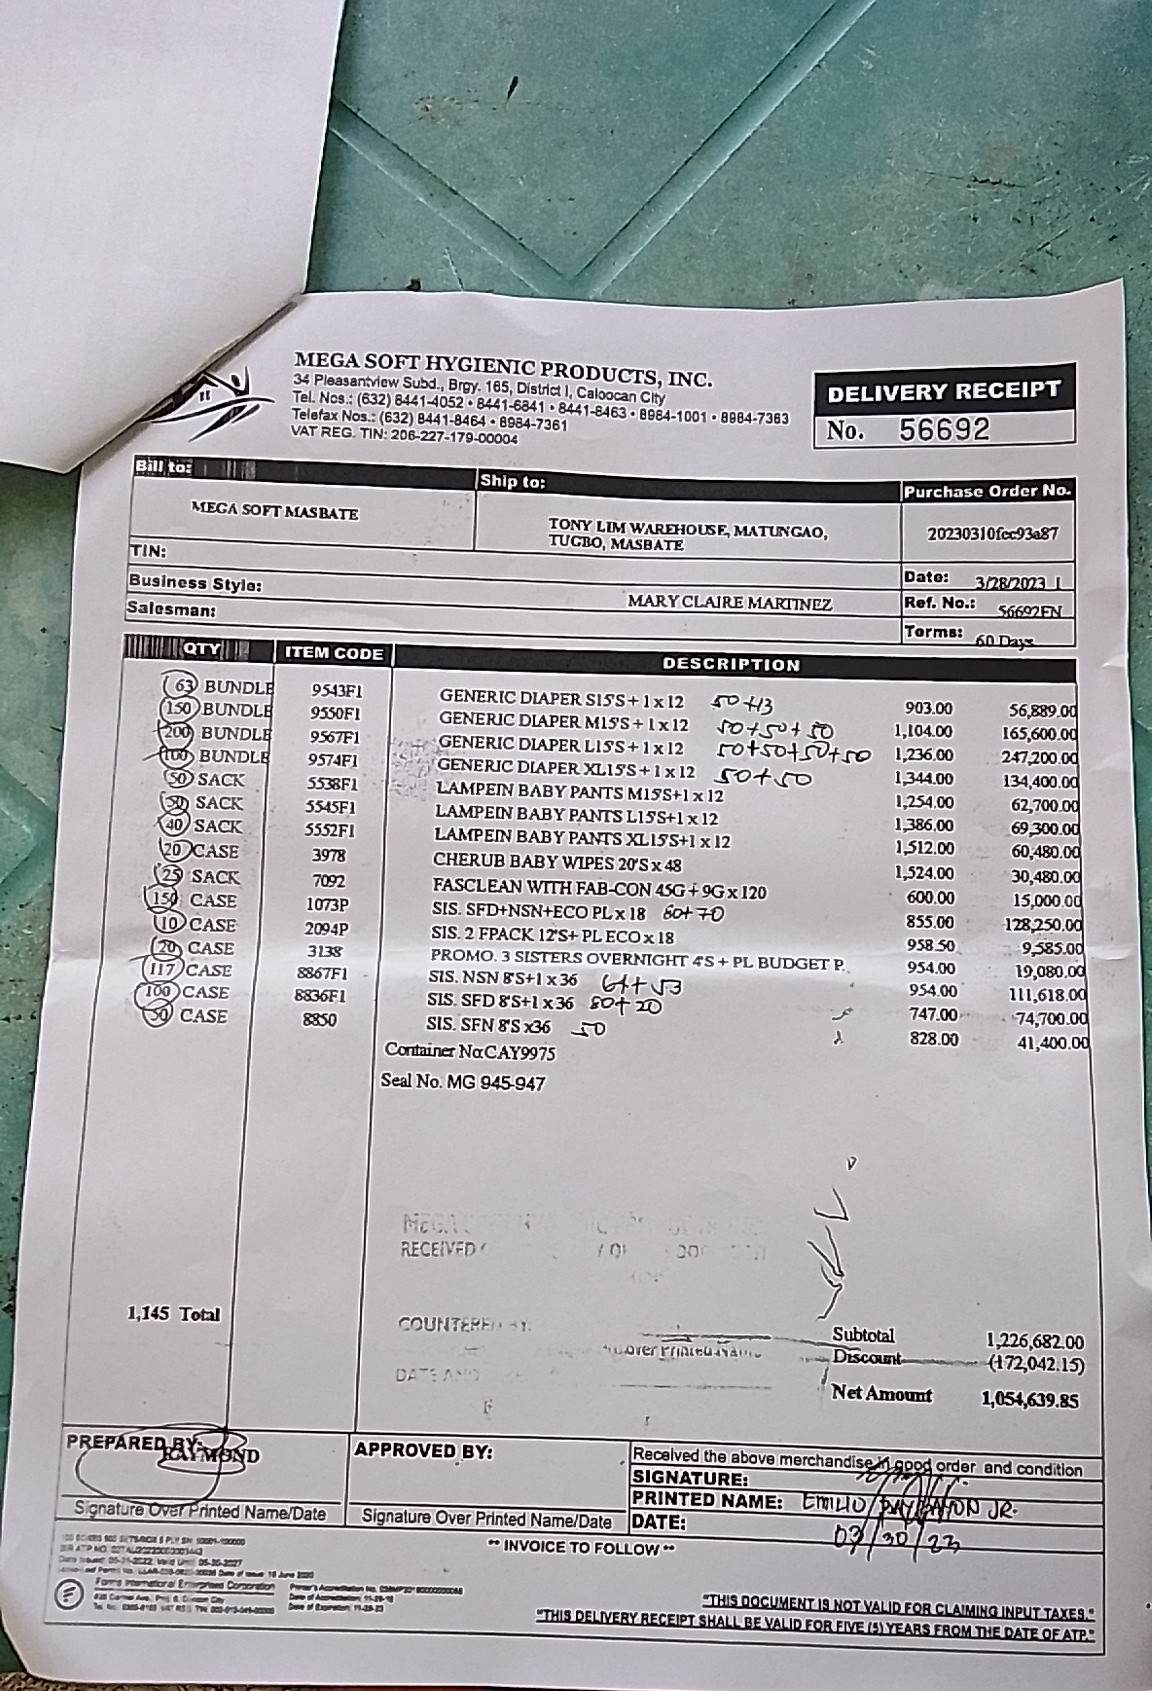 MEGA SOFT HYGIENIC PRODUCTS, INC.
34 Pleasantview Subd., Brgy. 165, District I, Caloocan City
Tel. Nos.: (632) 8441-4052 • 8441-6841 • 8441-8463 • 8984-1001 • 8984-7363
Telefax Nos.: (632) 8441-8464 • 8984-7361
VAT REG. TIN: 206-227-179-00004
DELIVERY RECEIPT
No. 56692
Bill to: Ship to: Purchase Order No.
MEGA SOFT MASBATE
TONY LIM WAREHOUSE, MATUNGAO,
TUGBO, MASBATE
20230310fec93a87
TIN:
Date: 3/28/2023
Business Style:
MARY CLAIRE MARTINEZ
Ref. No.: 56692FN
Salesman:
Terms: 60 Days
QTY ITEM CODE DESCRIPTION
63 BUNDLE 9543F1 GENERIC DIAPER S15'S + 1 x 12 50+13 903.00 56,889.00
150 BUNDLE 9550F1 GENERIC DIAPER M15'S + 1 x 12 50+50+50 1,104.00 165,600.00
200 BUNDLE 9567F1 GENERIC DIAPER L15'S + 1 x 12 50+50+50+50 1,236.00 247,200.00
100 BUNDLE 9574F1 GENERIC DIAPER XL15'S + 1 x 12 50+50 1,344.00 134,400.00
50 SACK 5538F1 LAMPEIN BABY PANTS M15'S+1 x 12 1,254.00 62,700.00
50 SACK 5545F1 LAMPEIN BABY PANTS L15'S+1 x 12 1,386.00 69,300.00
40 SACK 5552F1 LAMPEIN BABY PANTS XL15'S+1 x 12 1,512.00 60,480.00
20 CASE 3978 CHERUB BABY WIPES 20'S x 48 1,524.00 30,480.00
25 SACK 7092 FASCLEAN WITH FAB-CON 45G + 9G x 120 600.00 15,000.00
150 CASE 1073P SIS. SFD+NSN+ECO PL x 18 80+70 855.00 128,250.00
10 CASE 2094P SIS. 2 FPACK 12'S+ PL ECO x 18 958.50 9,585.00
20 CASE 3138 PROMO. 3 SISTERS OVERNIGHT 4'S + PL BUDGET P. 954.00 19,080.00
117 CASE 8867F1 SIS. NSN 8'S+1 x 36 64+53 954.00 111,618.00
100 CASE 8836F1 SIS. SFD 8'S+1 x 36 80+20 747.00 74,700.00
50 CASE 8850 SIS. SFN 8'S x36 50 828.00 41,400.00
Container No:CAY9975
Seal No. MG 945-947
RECEIVED
1,145 Total
Subtotal 1,226,682.00
Discount (172,042.15)
Net Amount 1,054,639.85
PREPARED BY:
RAYMOND
Signature Over Printed Name/Date
APPROVED BY:
Signature Over Printed Name/Date
Received the above merchandise in good order and condition
SIGNATURE:
PRINTED NAME: EMILIO BAYBAYON JR.
DATE: 03/30/23
** INVOICE TO FOLLOW **
Forms International Enterprises Corporation
"THIS DOCUMENT IS NOT VALID FOR CLAIMING INPUT TAXES."
"THIS DELIVERY RECEIPT SHALL BE VALID FOR FIVE (5) YEARS FROM THE DATE OF ATP."